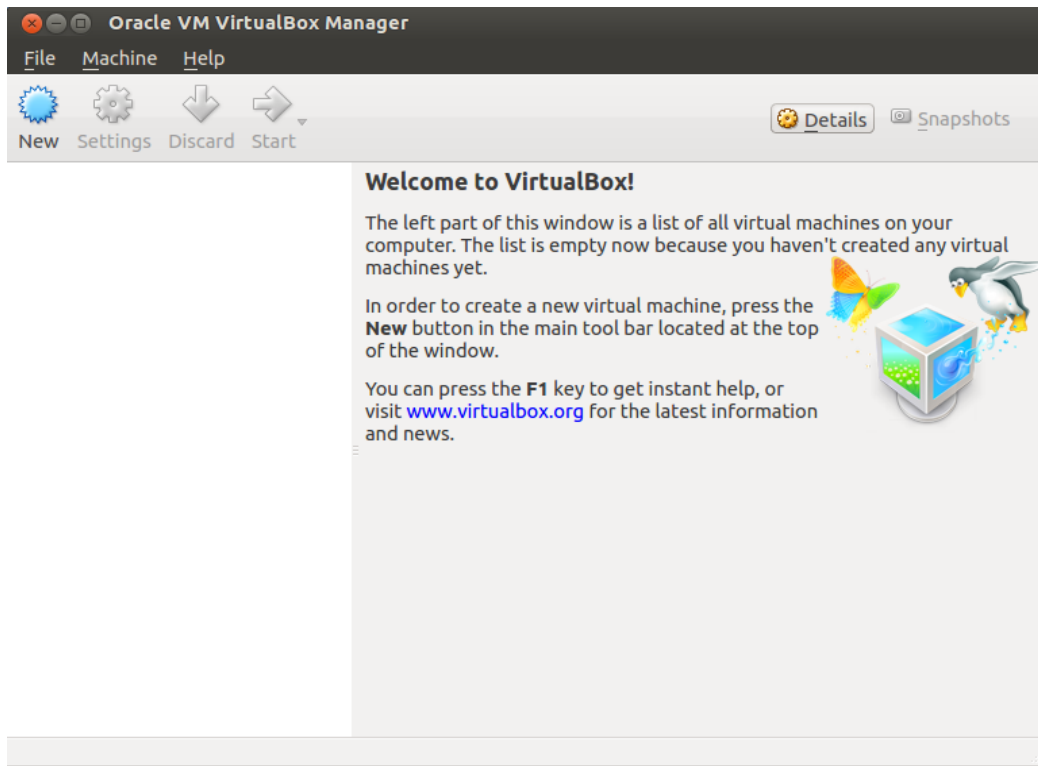 Oracle VM VirtualBox Manager
File Machine Help
New Settings Discard Start
Details Snapshots
Welcome to VirtualBox!
The left part of this window is a list of all virtual machines on your
computer. The list is empty now because you haven't created any virtual
machines yet.
In order to create a new virtual machine, press the
New button in the main tool bar located at the top
of the window.
You can press the F1 key to get instant help, or
visit www.virtualbox.org for the latest information
and news.